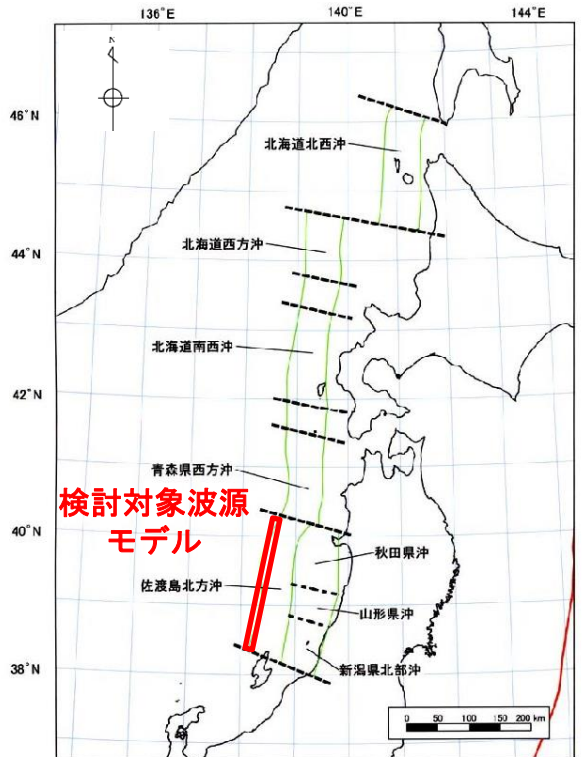 136°E
140°E
144°E
N
46°N
北海道北西沖
北海道西方沖
44°N
北海道南西沖
42°N
青森県西方沖
検討対象波源
モデル
40°N
秋田県沖
佐渡島北方沖
山形県沖
新潟県北部沖
38°N
0 50 100 150 200 km